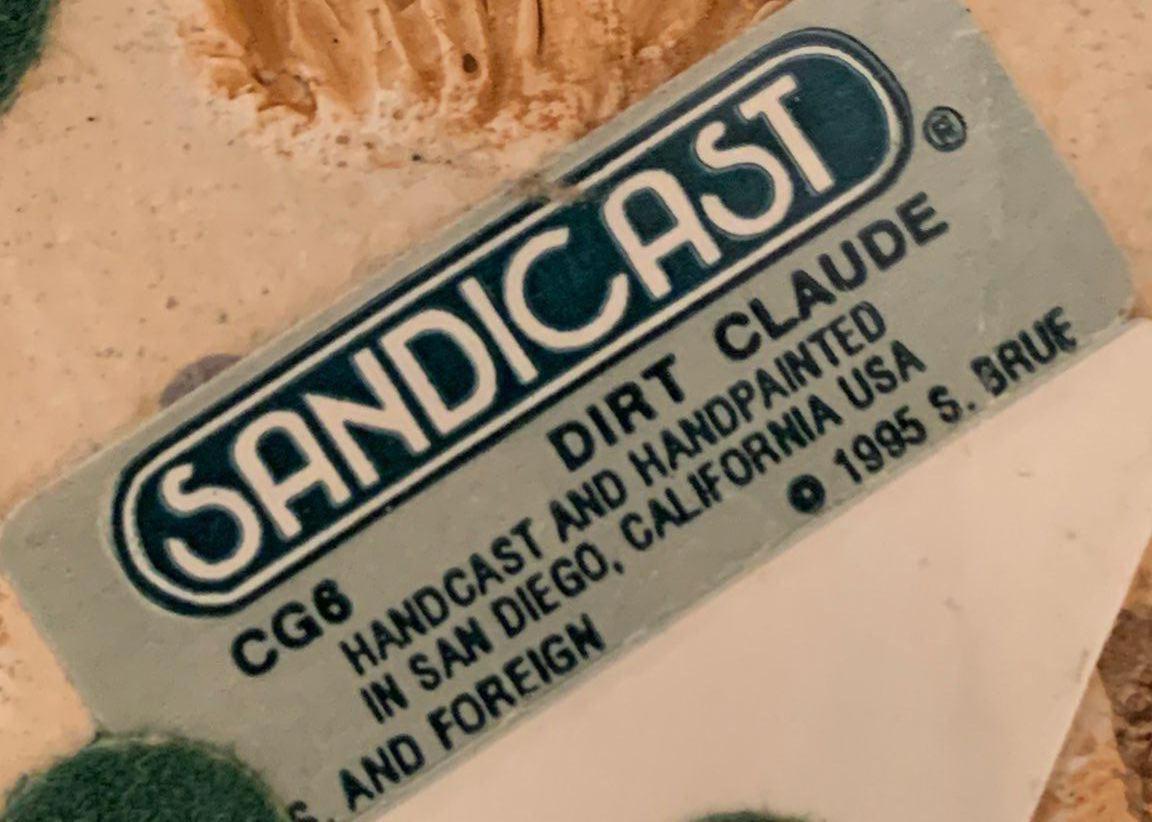 SANDICAST ®
CG6 DIRT CLAUDE
HANDCAST AND HANDPAINTED
IN SAN DIEGO, CALIFORNIA USA
S. AND FOREIGN © 1995 S. BRUE